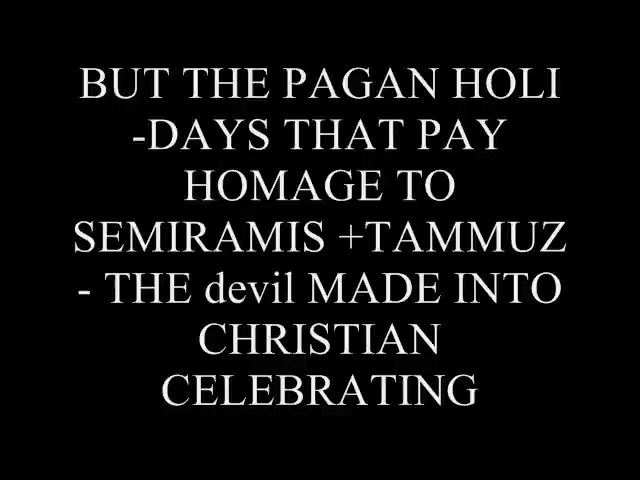 BUT THE PAGAN HOLI
-DAYS THAT PAY
HOMAGE TO
SEMIRAMIS +TAMMUZ
- THE devil MADE INTO
CHRISTIAN
CELEBRATING